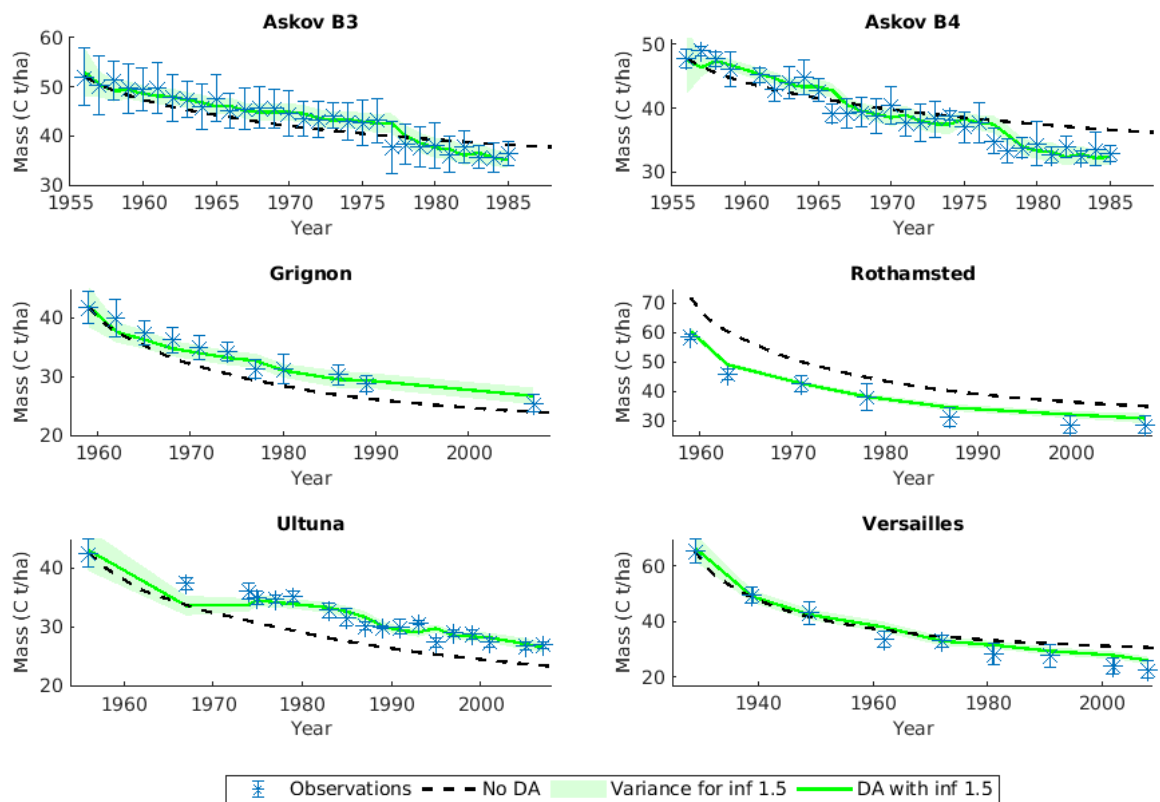 Askov B3
Askov B4
60
50
40
30
Mass (C t/ha)
1955 1960 1965 1970 1975 1980 1985
Year
50
40
30
Mass (C t/ha)
1955 1960 1965 1970 1975 1980 1985
Year
Grignon
Rothamsted
40
30
20
Mass (C t/ha)
1960 1970 1980 1990 2000
Year
70
60
50
40
30
Mass (C t/ha)
1960 1970 1980 1990 2000
Year
Ultuna
Versailles
40
30
20
Mass (C t/ha)
1960 1970 1980 1990 2000
Year
60
40
20
Mass (C t/ha)
1940 1960 1980 2000
Year
Observations No DA Variance for inf 1.5 DA with inf 1.5